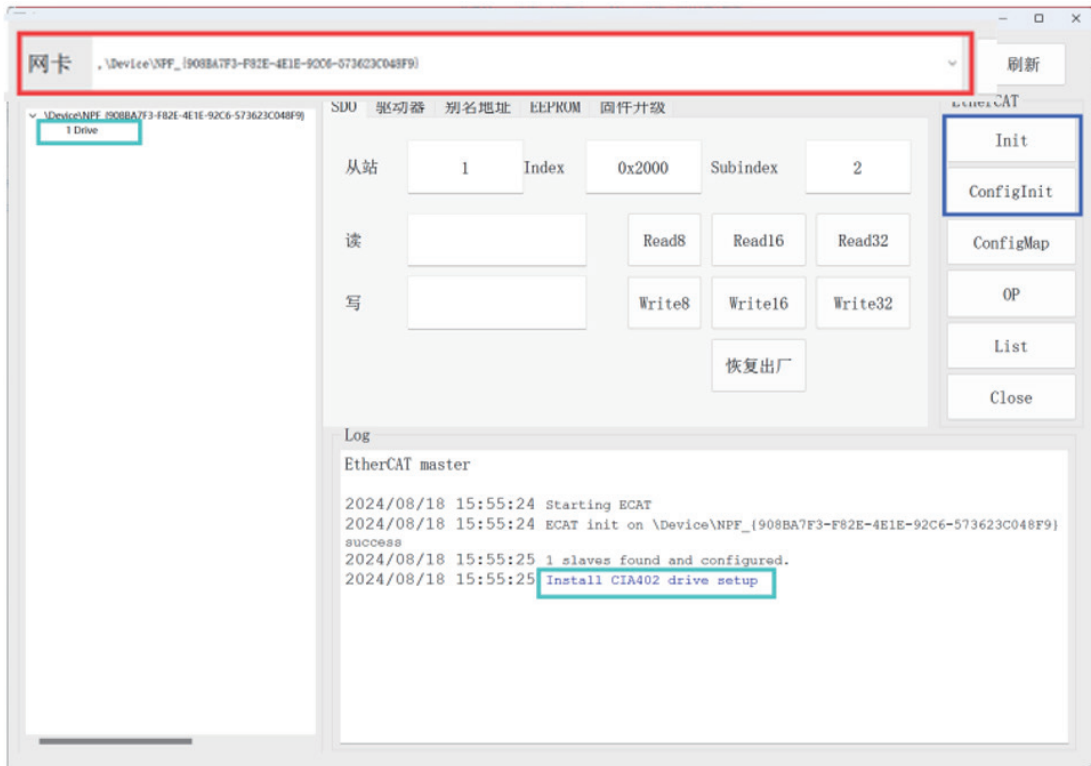 网卡 ,\Device\NPF_{908BA7F3-F82E-4E1E-92C6-573623C048F9} 刷新
\Device\NPF_{908BA7F3-F82E-4E1E-92C6-573623C048F9}
1 Drive
SDO 驱动器 别名地址 EEPROM 固件升级
从站 1 Index 0x2000 Subindex 2
读 Read8 Read16 Read32
写 Write8 Write16 Write32
恢复出厂
EtherCAT
Init
ConfigInit
ConfigMap
OP
List
Close
Log
EtherCAT master
2024/08/18 15:55:24 Starting ECAT
2024/08/18 15:55:24 ECAT init on \Device\NPF_{908BA7F3-F82E-4E1E-92C6-573623C048F9}
success
2024/08/18 15:55:25 1 slaves found and configured.
2024/08/18 15:55:25 Install CIA402 drive setup